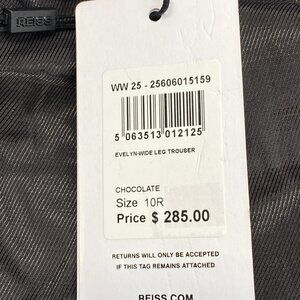 REISS
WW 25 - 25606015159
5 063513 012125
EVELYN-WIDE LEG TROUSER
CHOCOLATE
Size 10R
Price $ 285.00
RETURNS WILL ONLY BE ACCEPTED
IF THIS TAG REMAINS ATTACHED
REISS.COM